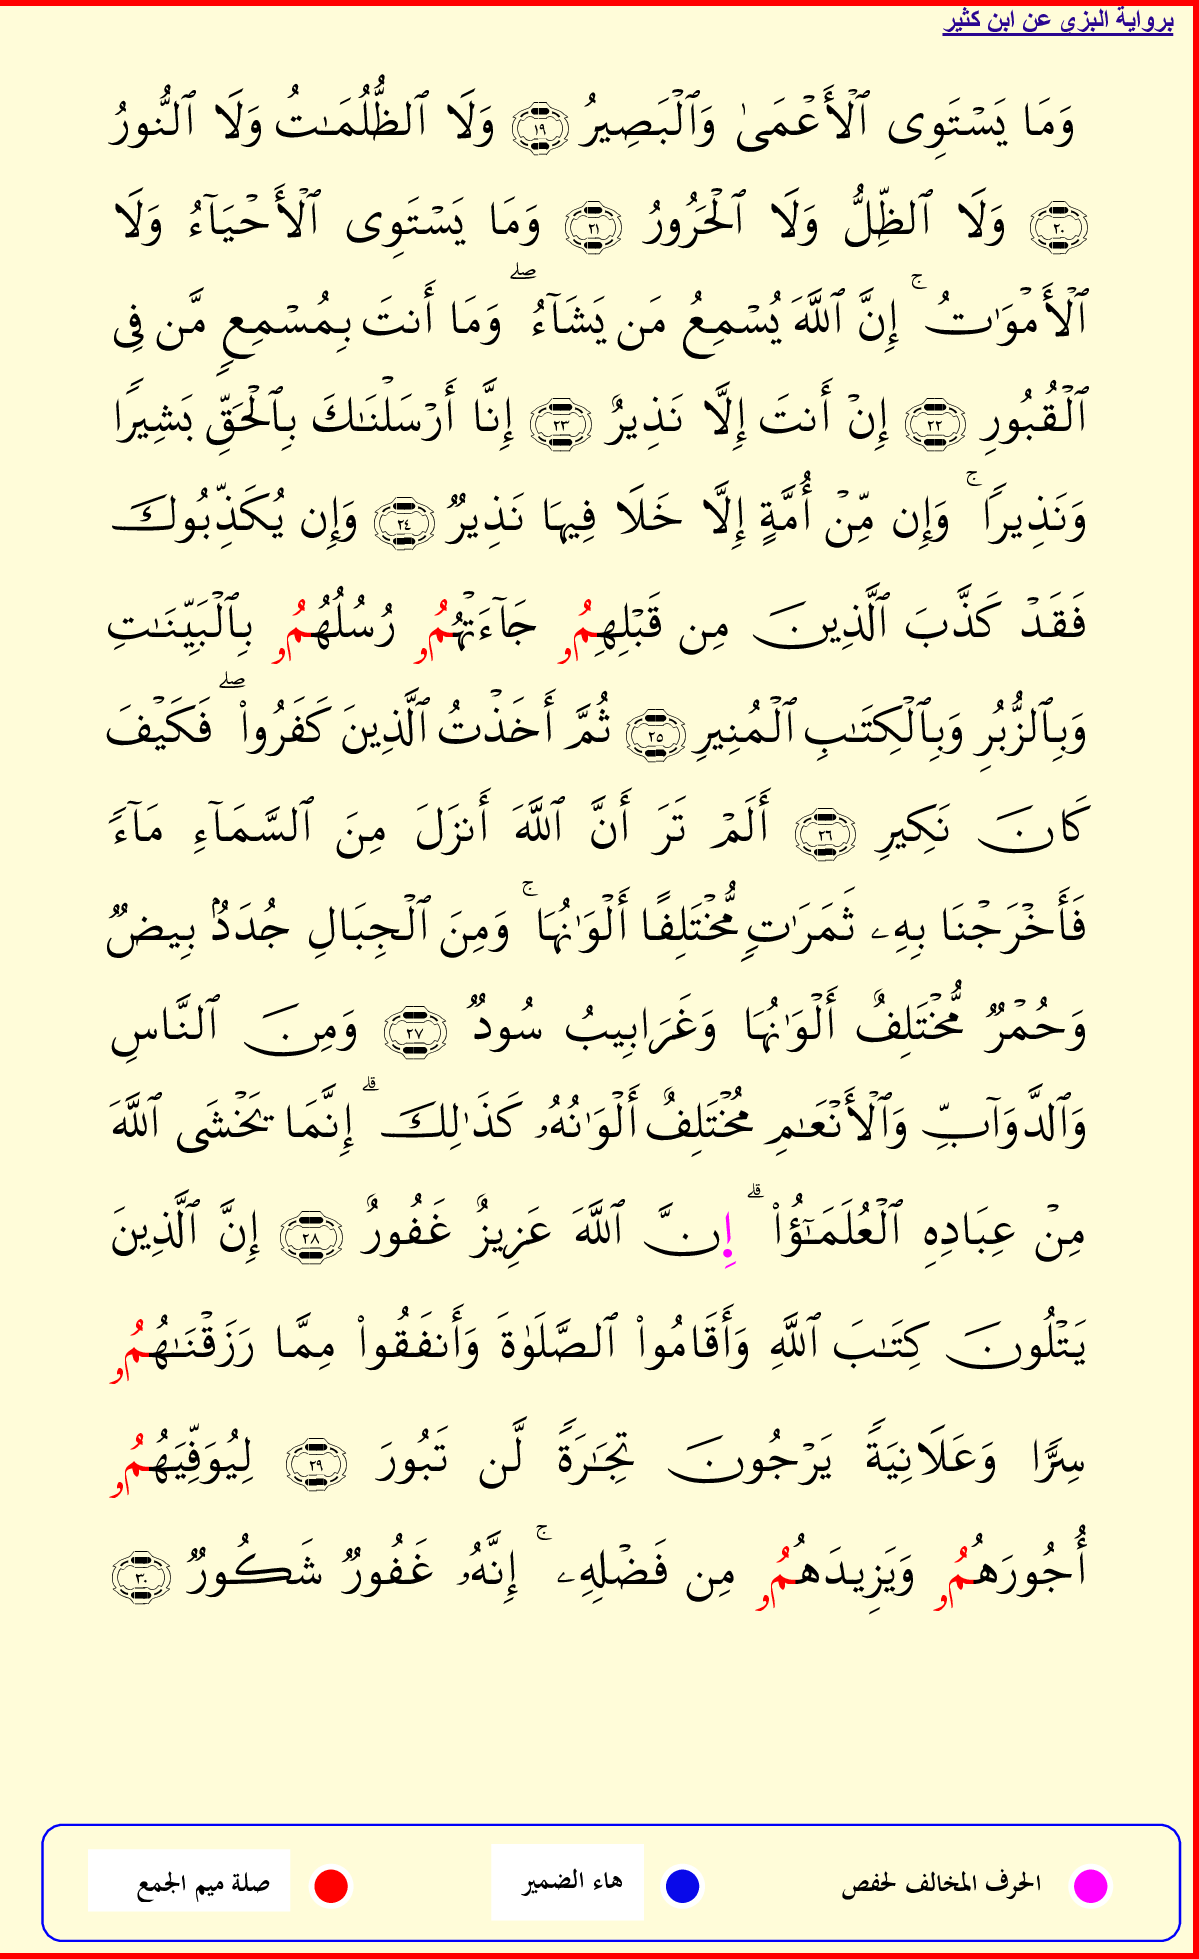 برواية البزي عن ابن كثير
وَمَا يَسْتَوِى ٱلْأَعْمَىٰ وَٱلْبَصِيرُ ١٩ وَلَا ٱلظُّلُمَـٰتُ وَلَا ٱلنُّورُ
٢٠ وَلَا ٱلظِّلُّ وَلَا ٱلْحَرُورُ ٢١ وَمَا يَسْتَوِى ٱلْأَحْيَآءُ وَلَا
ٱلْأَمْوَٰتُ ۚ إِنَّ ٱللَّهَ يُسْمِعُ مَن يَشَآءُ ۖ وَمَا أَنتَ بِمُسْمِعٍ مَّن فِى
ٱلْقُبُورِ ٢٢ إِنْ أَنتَ إِلَّا نَذِيرٌ ٢٣ إِنَّا أَرْسَلْنَـٰكَ بِٱلْحَقِّ بَشِيرًا
وَنَذِيرًا ۚ وَإِن مِّنْ أُمَّةٍ إِلَّا خَلَا فِيهَا نَذِيرٌ ٢٤ وَإِن يُكَذِّبُوكَ
فَقَدْ كَذَّبَ ٱلَّذِينَ مِن قَبْلِهِمُۥ جَآءَتْهُمُۥ رُسُلُهُمُۥ بِٱلْبَيِّنَـٰتِ
وَبِٱلزُّبُرِ وَبِٱلْكِتَـٰبِ ٱلْمُنِيرِ ٢٥ ثُمَّ أَخَذْتُ ٱلَّذِينَ كَفَرُوا۟ ۖ فَكَيْفَ
كَانَ نَكِيرِ ٢٦ أَلَمْ تَرَ أَنَّ ٱللَّهَ أَنزَلَ مِنَ ٱلسَّمَآءِ مَآءً
فَأَخْرَجْنَا بِهِۦ ثَمَرَٰتٍ مُّخْتَلِفًا أَلْوَٰنُهَا ۚ وَمِنَ ٱلْجِبَالِ جُدَدٌۢ بِيضٌ
وَحُمْرٌ مُّخْتَلِفٌ أَلْوَٰنُهَا وَغَرَابِيبُ سُودٌ ٢٧ وَمِنَ ٱلنَّاسِ
وَٱلدَّوَآبِّ وَٱلْأَنْعَـٰمِ مُخْتَلِفٌ أَلْوَٰنُهُۥ كَذَٰلِكَ ۗ إِنَّمَا يَخْشَى ٱللَّهَ
مِنْ عِبَادِهِ ٱلْعُلَمَـٰٓؤُا۟ ۗ اِ۪نَّ ٱللَّهَ عَزِيزٌ غَفُورٌ ٢٨ إِنَّ ٱلَّذِينَ
يَتْلُونَ كِتَـٰبَ ٱللَّهِ وَأَقَامُوا۟ ٱلصَّلَوٰةَ وَأَنفَقُوا۟ مِمَّا رَزَقْنَـٰهُمُۥ
سِرًّا وَعَلَانِيَةً يَرْجُونَ تِجَـٰرَةً لَّن تَبُورَ ٢٩ لِيُوَفِّيَهُمُۥ
أُجُورَهُمُۥ وَيَزِيدَهُمُۥ مِن فَضْلِهِۦ ۚ إِنَّهُۥ غَفُورٌ شَكُورٌ ٣٠
الحرف المخالف لحفص هاء الضمير صلة ميم الجمع